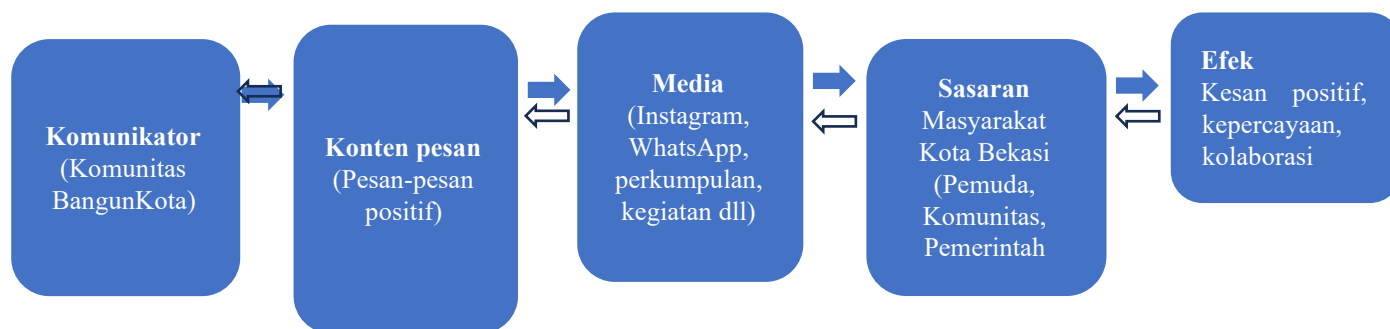 Komunikator
(Komunitas
BangunKota)
Konten pesan
(Pesan-pesan
positif)
Media
(Instagram,
WhatsApp,
perkumpulan,
kegiatan dll)
Sasaran
Masyarakat
Kota Bekasi
(Pemuda,
Komunitas,
Pemerintah
Efek
Kesan positif,
kepercayaan,
kolaborasi